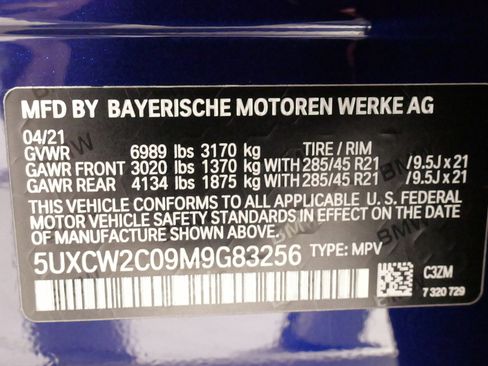 MFD BY BAYERISCHE MOTOREN WERKE AG
04/21
GVWR 6989 lbs 3170 kg TIRE / RIM
GAWR FRONT 3020 lbs 1370 kg WITH 285/45 R21 /9.5J x 21
GAWR REAR 4134 lbs 1875 kg WITH 285/45 R21 /9.5J x 21
THIS VEHICLE CONFORMS TO ALL APPLICABLE U. S. FEDERAL
MOTOR VEHICLE SAFETY STANDARDS IN EFFECT ON THE DATE
OF MANUFACTURE SHOWN ABOVE.
5UXCW2C09M9G83256 TYPE: MPV
C3ZM
7 320 729